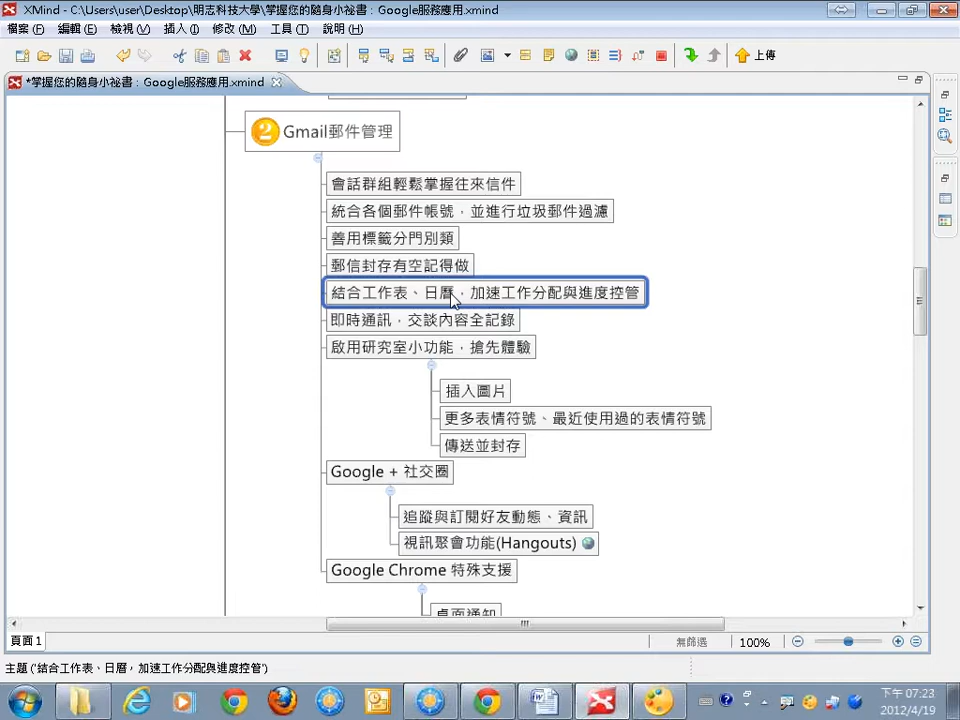 XMind - C:\Users\user\Desktop\明志科技大學\掌握您的隨身小祕書：Google服務應用.xmind
檔案(F) 編輯(E) 檢視(V) 插入(I) 修改(M) 工具(T) 說明(H)
上傳
*掌握您的隨身小祕書：Google服務應用.xmind
2 Gmail郵件管理
會話群組輕鬆掌握往來信件
統合各個郵件帳號，並進行垃圾郵件過濾
善用標籤分門別類
郵信封存有空記得做
結合工作表、日曆，加速工作分配與進度控管
即時通訊，交談內容全記錄
啟用研究室小功能，搶先體驗
插入圖片
更多表情符號、最近使用過的表情符號
傳送並封存
Google + 社交圈
追蹤與訂閱好友動態、資訊
視訊聚會功能(Hangouts)
Google Chrome 特殊支援
桌面通知
頁面 1
無篩選 100%
主題 ('結合工作表、日曆，加速工作分配與進度控管')
下午 07:23
2012/4/19